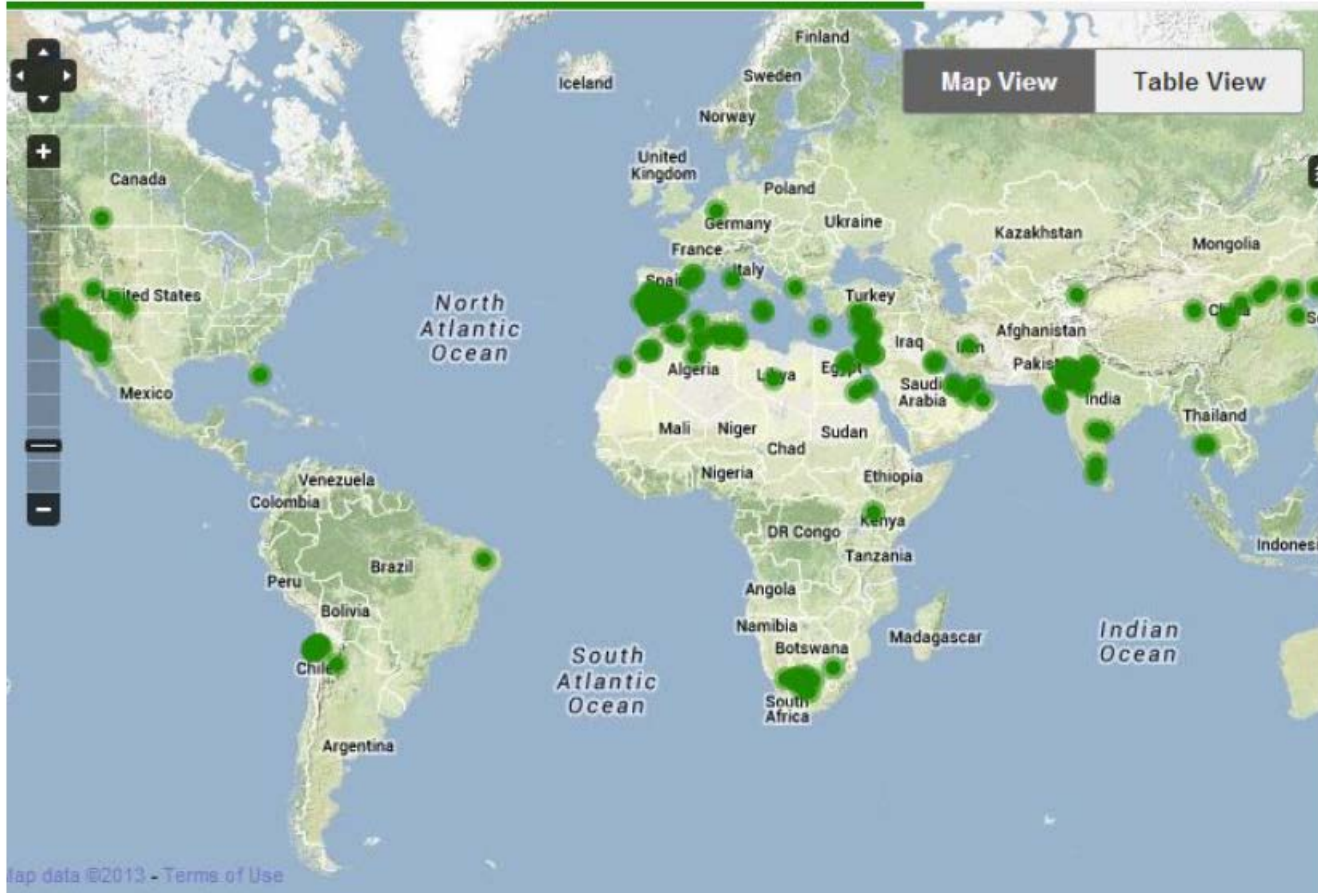 Finland
Map View
Table View
Sweden
Iceland
Norway
United
Kingdom
Canada
Poland
Germany
Ukraine
France
Kazakhstan
Mongolia
Italy
United States
Turkey
North
Atlantic
Ocean
Afghanistan
Iraq
Iran
Algeria
Libya
Egypt
Saudi
Arabia
India
Mexico
Thailand
Mali
Niger
Sudan
Chad
Nigeria
Ethiopia
Venezuela
Colombia
Kenya
DR Congo
Tanzania
Brazil
Peru
Angola
Bolivia
Namibia
Madagascar
Botswana
Indian
Ocean
South
Atlantic
Ocean
Chile
South
Africa
Argentina
Map data ©2013 - Terms of Use